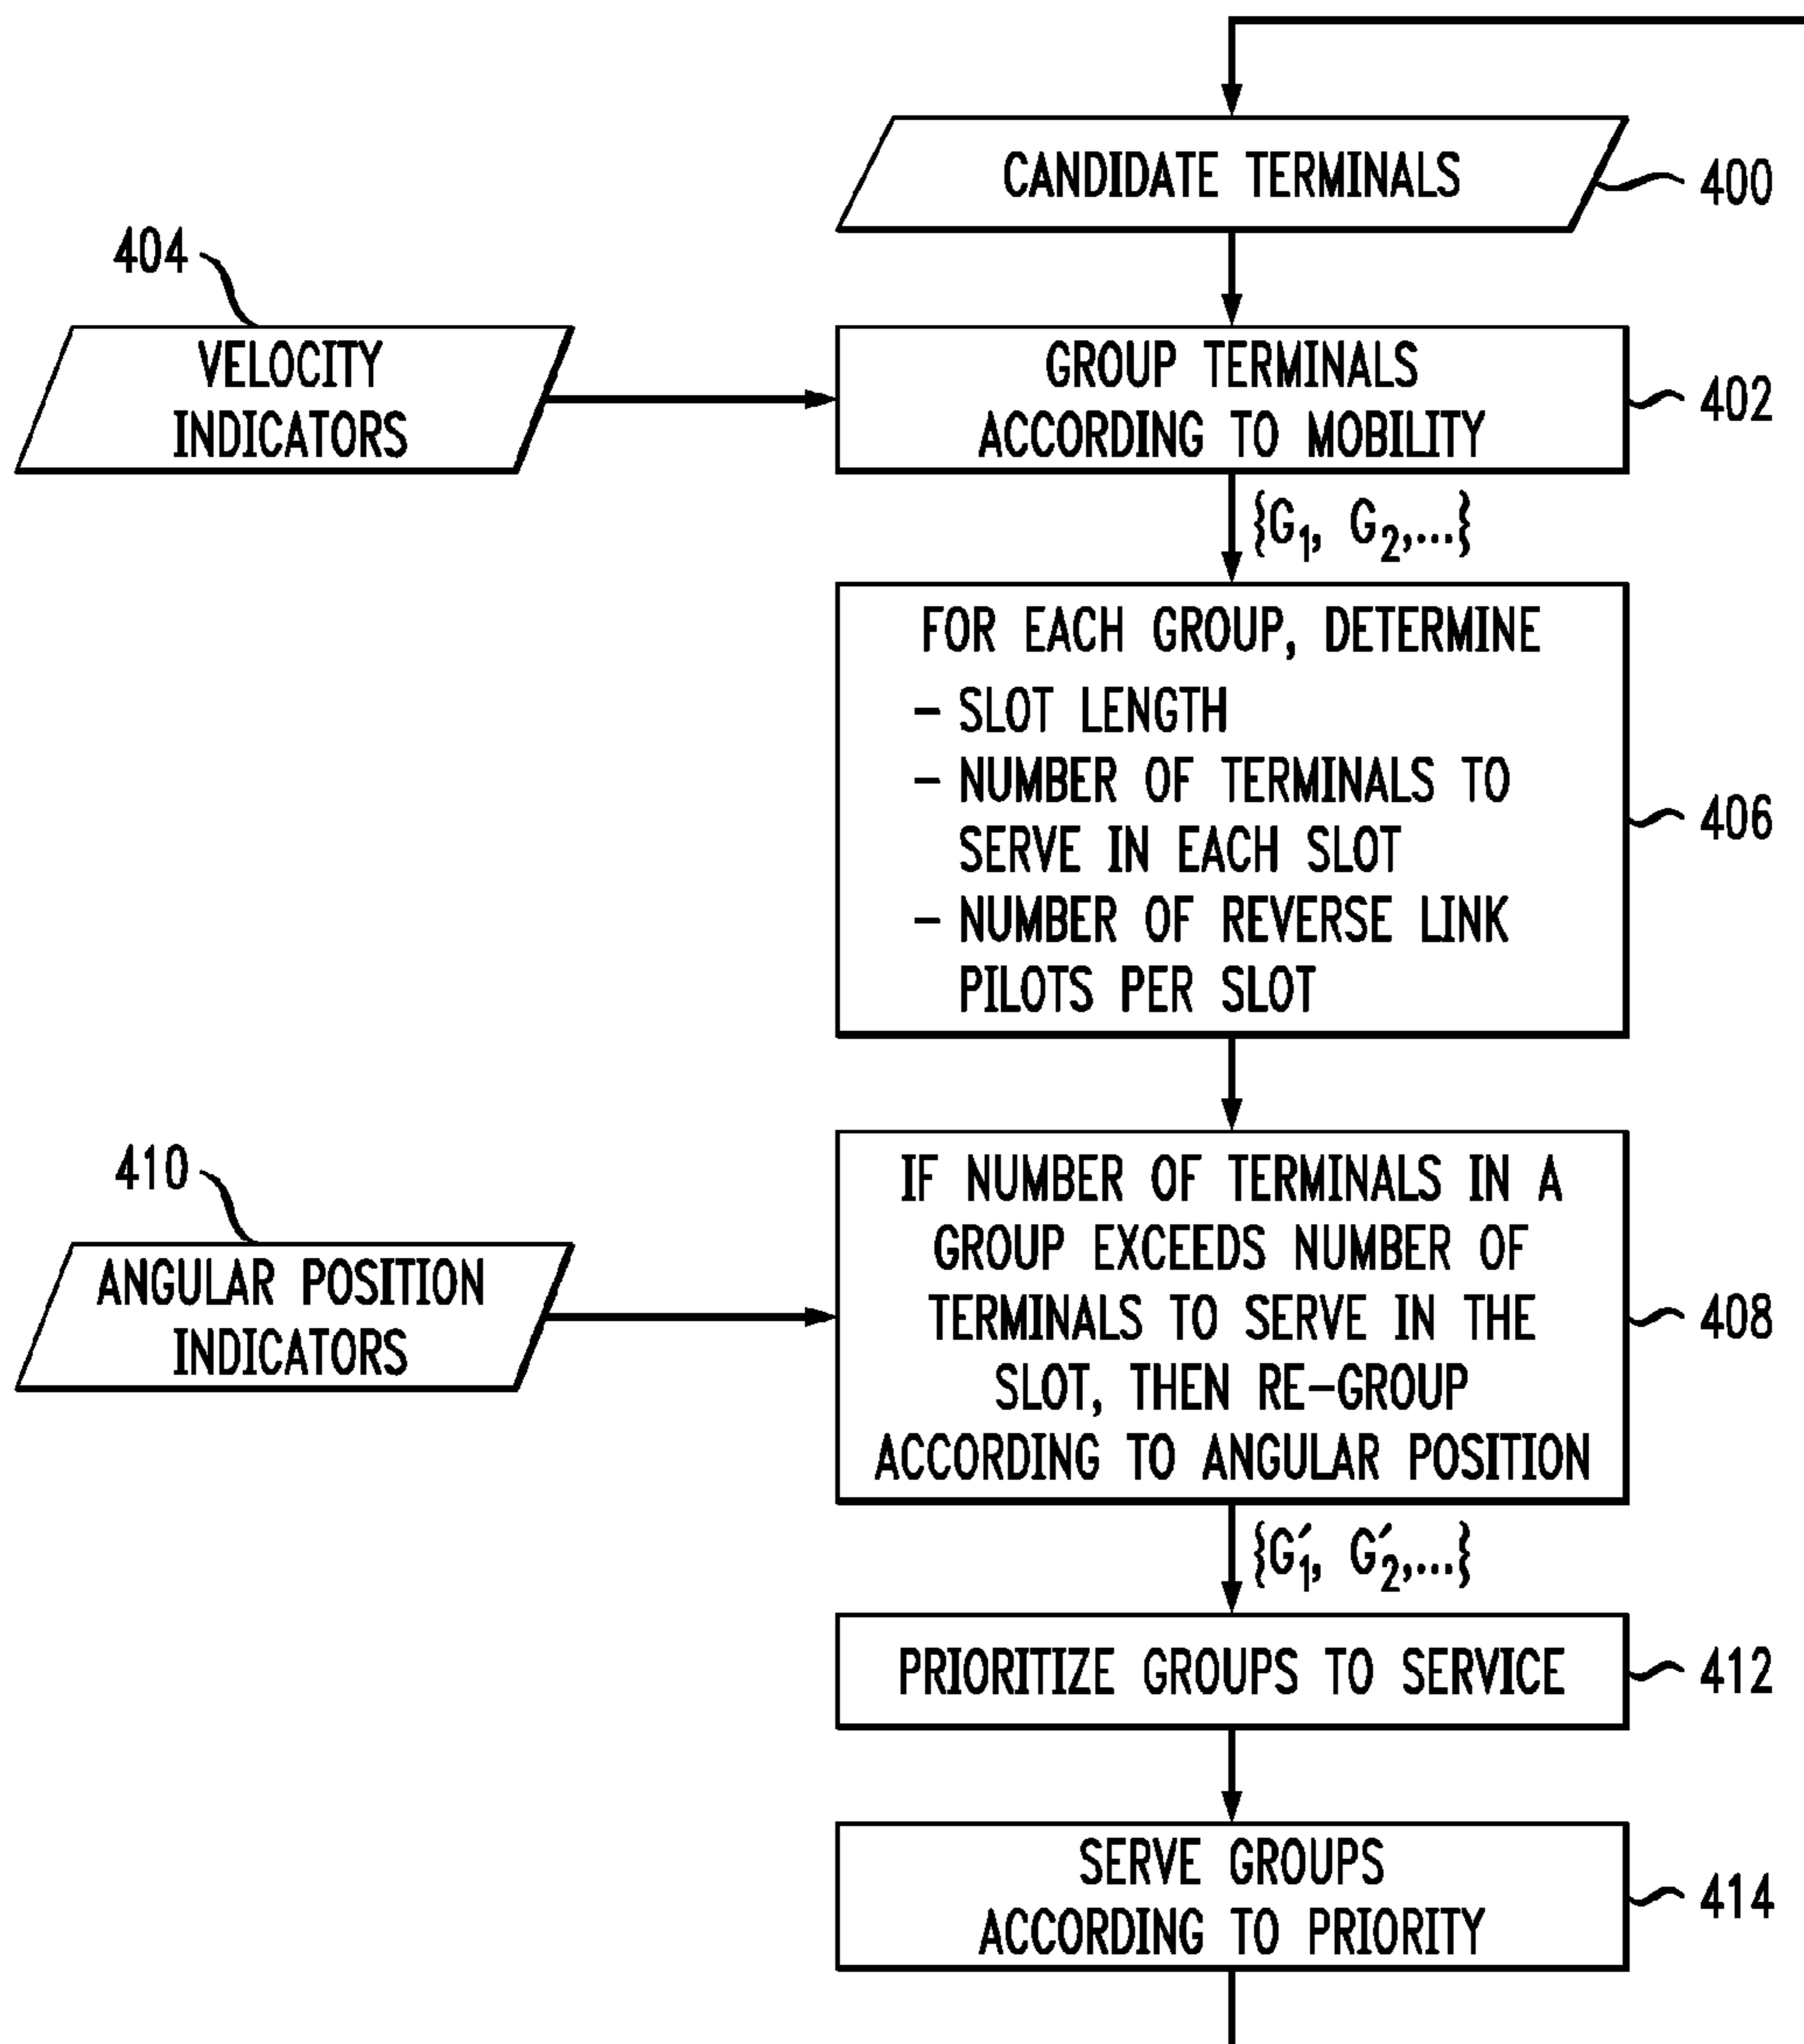 CANDIDATE TERMINALS
400
404
VELOCITY
INDICATORS
GROUP TERMINALS
ACCORDING TO MOBILITY
402
{G1, G2,...}
FOR EACH GROUP, DETERMINE
- SLOT LENGTH
- NUMBER OF TERMINALS TO
SERVE IN EACH SLOT
- NUMBER OF REVERSE LINK
PILOTS PER SLOT
406
410
ANGULAR POSITION
INDICATORS
IF NUMBER OF TERMINALS IN A
GROUP EXCEEDS NUMBER OF
TERMINALS TO SERVE IN THE
SLOT, THEN RE-GROUP
ACCORDING TO ANGULAR POSITION
408
{G′1, G′2,...}
PRIORITIZE GROUPS TO SERVICE
412
SERVE GROUPS
ACCORDING TO PRIORITY
414